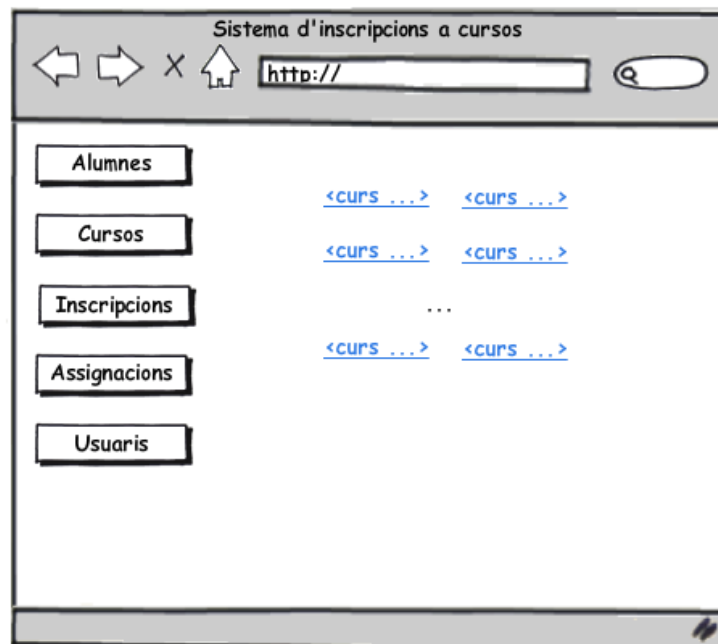 Sistema d'inscripcions a cursos
http://
Alumnes
Cursos
Inscripcions
Assignacions
Usuaris
<curs ...> <curs ...>
<curs ...> <curs ...>
...
<curs ...> <curs ...>